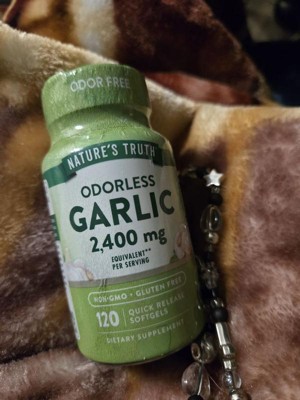 ODOR FREE
NATURE'S TRUTH
ODORLESS
GARLIC
2,400 mg
EQUIVALENT**
PER SERVING
NON-GMO • GLUTEN FREE
120 QUICK RELEASE
SOFTGELS
DIETARY SUPPLEMENT